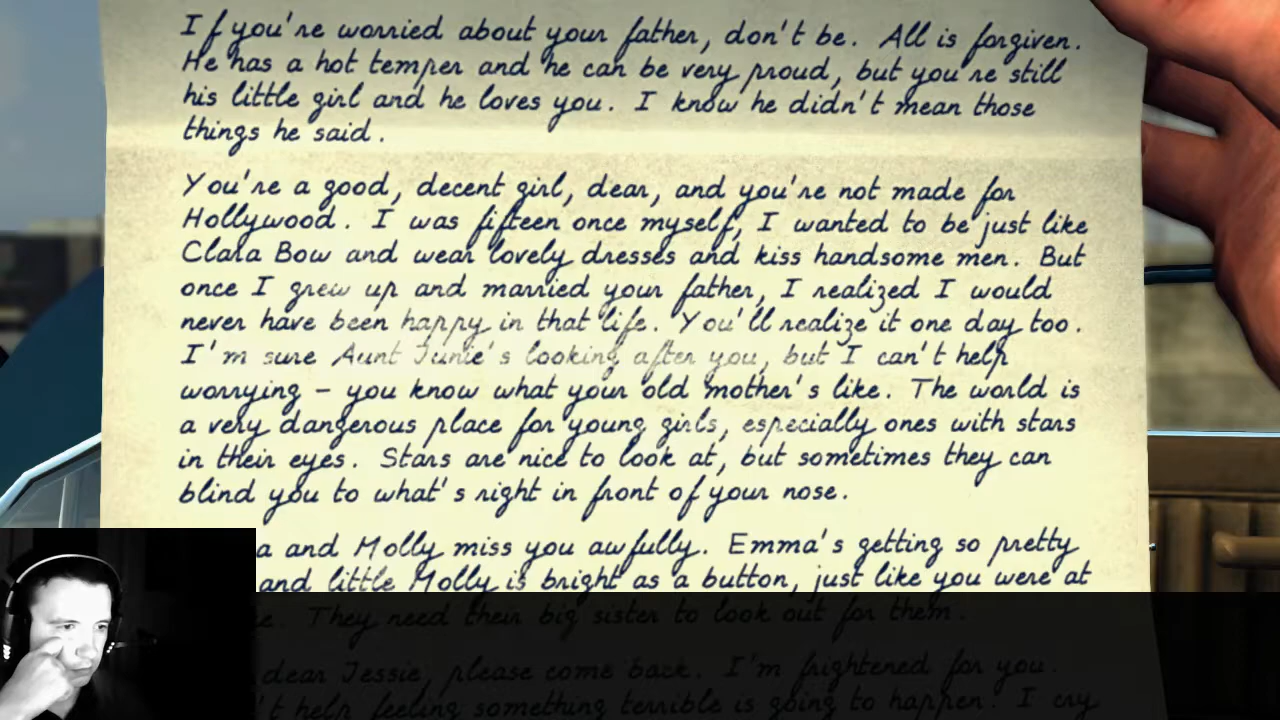 If you're worried about your father, don't be. All is forgiven.
He has a hot temper and he can be very proud, but you're still
his little girl and he loves you. I know he didn't mean those
things he said.
You're a good, decent girl, dear, and you're not made for
Hollywood. I was fifteen once myself, I wanted to be just like
Clara Bow and wear lovely dresses and kiss handsome men. But
once I grew up and married your father, I realized I would
never have been happy in that life. You'll realize it one day too.
I'm sure Aunt Junie's looking after you, but I can't help
worrying - you know what your old mother's like. The world is
a very dangerous place for young girls, especially ones with stars
in their eyes. Stars are nice to look at, but sometimes they can
blind you to what's right in front of your nose.
a and Molly miss you awfully. Emma's getting so pretty
and little Molly is bright as a button, just like you were at
e. They need their big sister to look out for them.
dear Jessie, please come back. I'm frightened for you.
't help feeling something terrible is going to happen. I cry